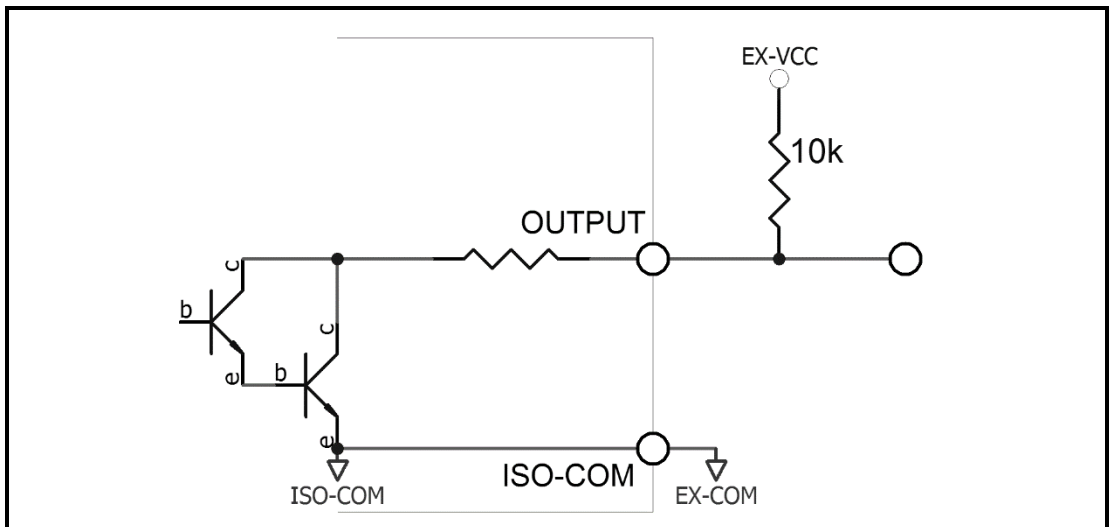 EX-VCC
10k
OUTPUT
c
b
c
e
b
e
ISO-COM
ISO-COM
EX-COM